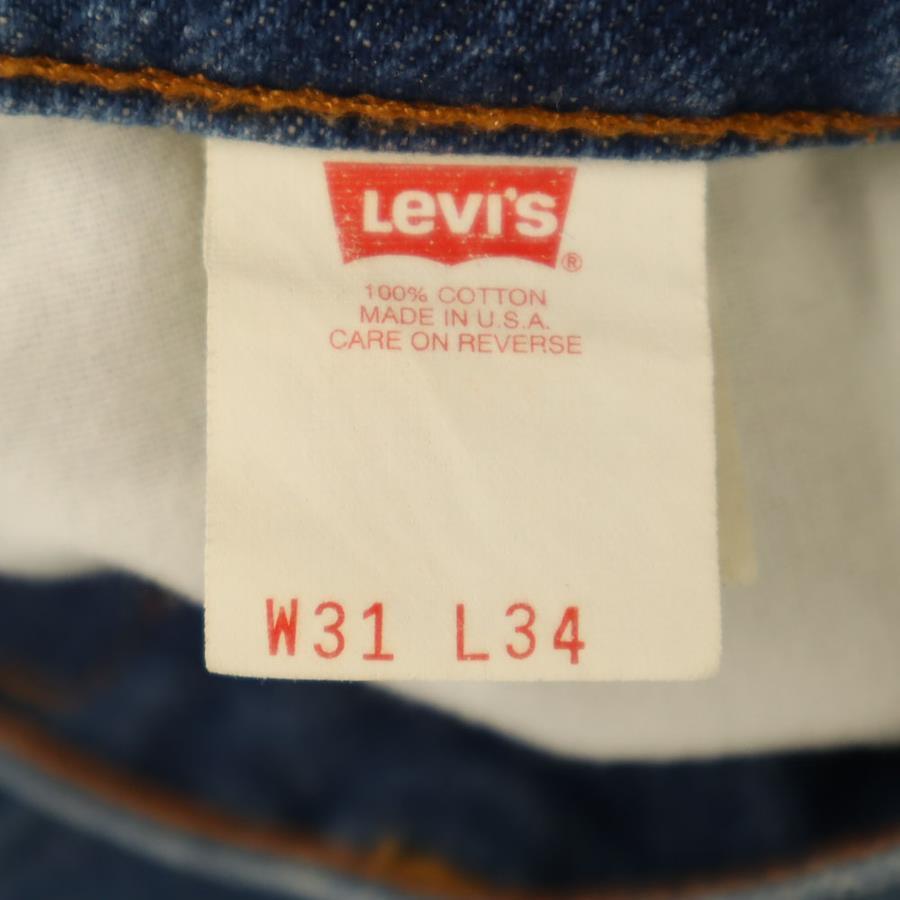 Levi's
®
100% COTTON
MADE IN U.S.A.
CARE ON REVERSE
W31 L34